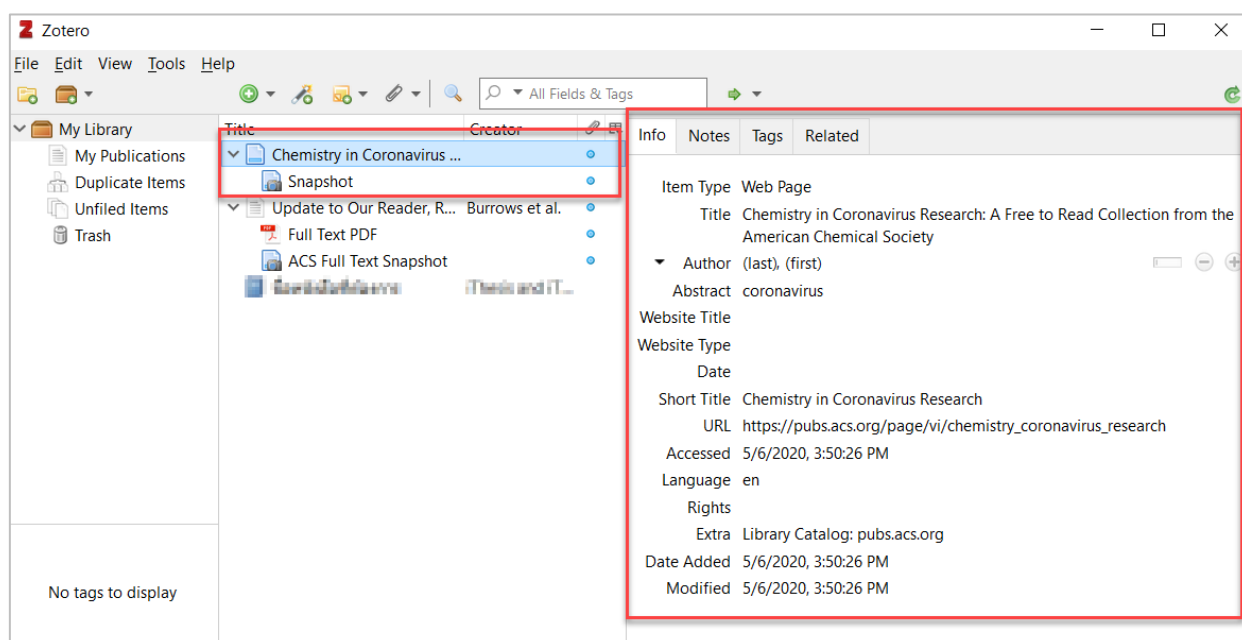 Zotero
File Edit View Tools Help
All Fields & Tags
My Library
My Publications
Duplicate Items
Unfiled Items
Trash
No tags to display
Title Creator
Chemistry in Coronavirus ...
Snapshot
Update to Our Reader, R... Burrows et al.
Full Text PDF
ACS Full Text Snapshot
Info Notes Tags Related
Item Type Web Page
Title Chemistry in Coronavirus Research: A Free to Read Collection from the
American Chemical Society
Author (last), (first)
Abstract coronavirus
Website Title
Website Type
Date
Short Title Chemistry in Coronavirus Research
URL https://pubs.acs.org/page/vi/chemistry_coronavirus_research
Accessed 5/6/2020, 3:50:26 PM
Language en
Rights
Extra Library Catalog: pubs.acs.org
Date Added 5/6/2020, 3:50:26 PM
Modified 5/6/2020, 3:50:26 PM